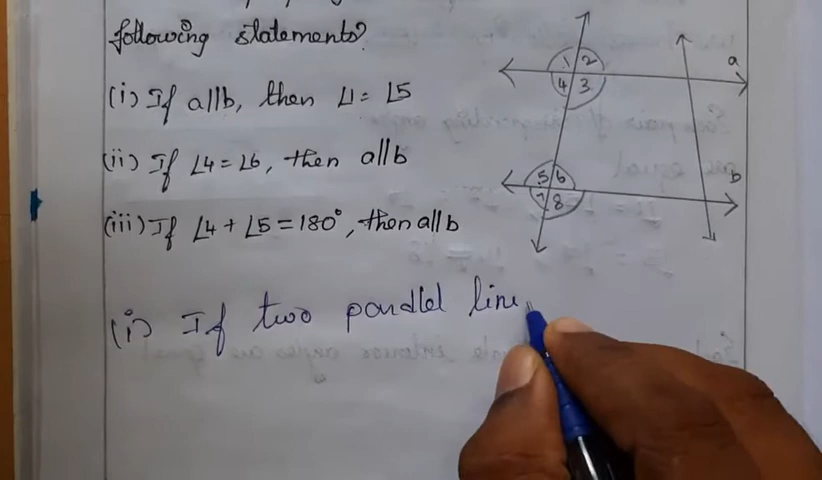 following statements?
(i) If a||b, then ∠1 = ∠5
(ii) If ∠4 = ∠6, then a||b
(iii) If ∠4 + ∠5 = 180°, then a||b
(i) If two parallel line
1 2
4 3
a
5 6
7 8
b